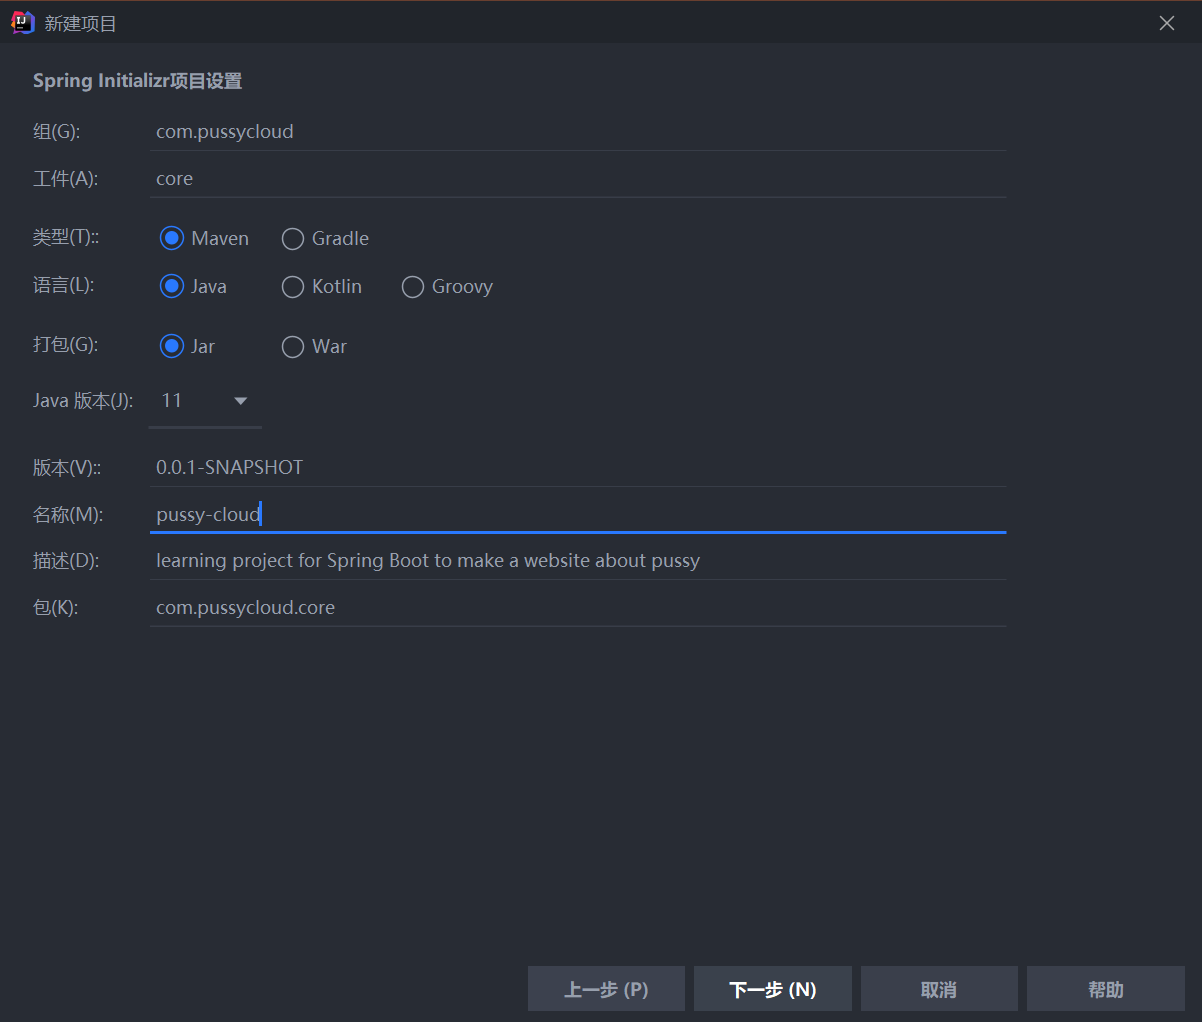 新建项目
Spring Initializr项目设置
组(G): com.pussycloud
工件(A): core
类型(T):: Maven Gradle
语言(L): Java Kotlin Groovy
打包(G): Jar War
Java 版本(J): 11
版本(V):: 0.0.1-SNAPSHOT
名称(M): pussy-cloud
描述(D): learning project for Spring Boot to make a website about pussy
包(K): com.pussycloud.core
上一步 (P) 下一步 (N) 取消 帮助